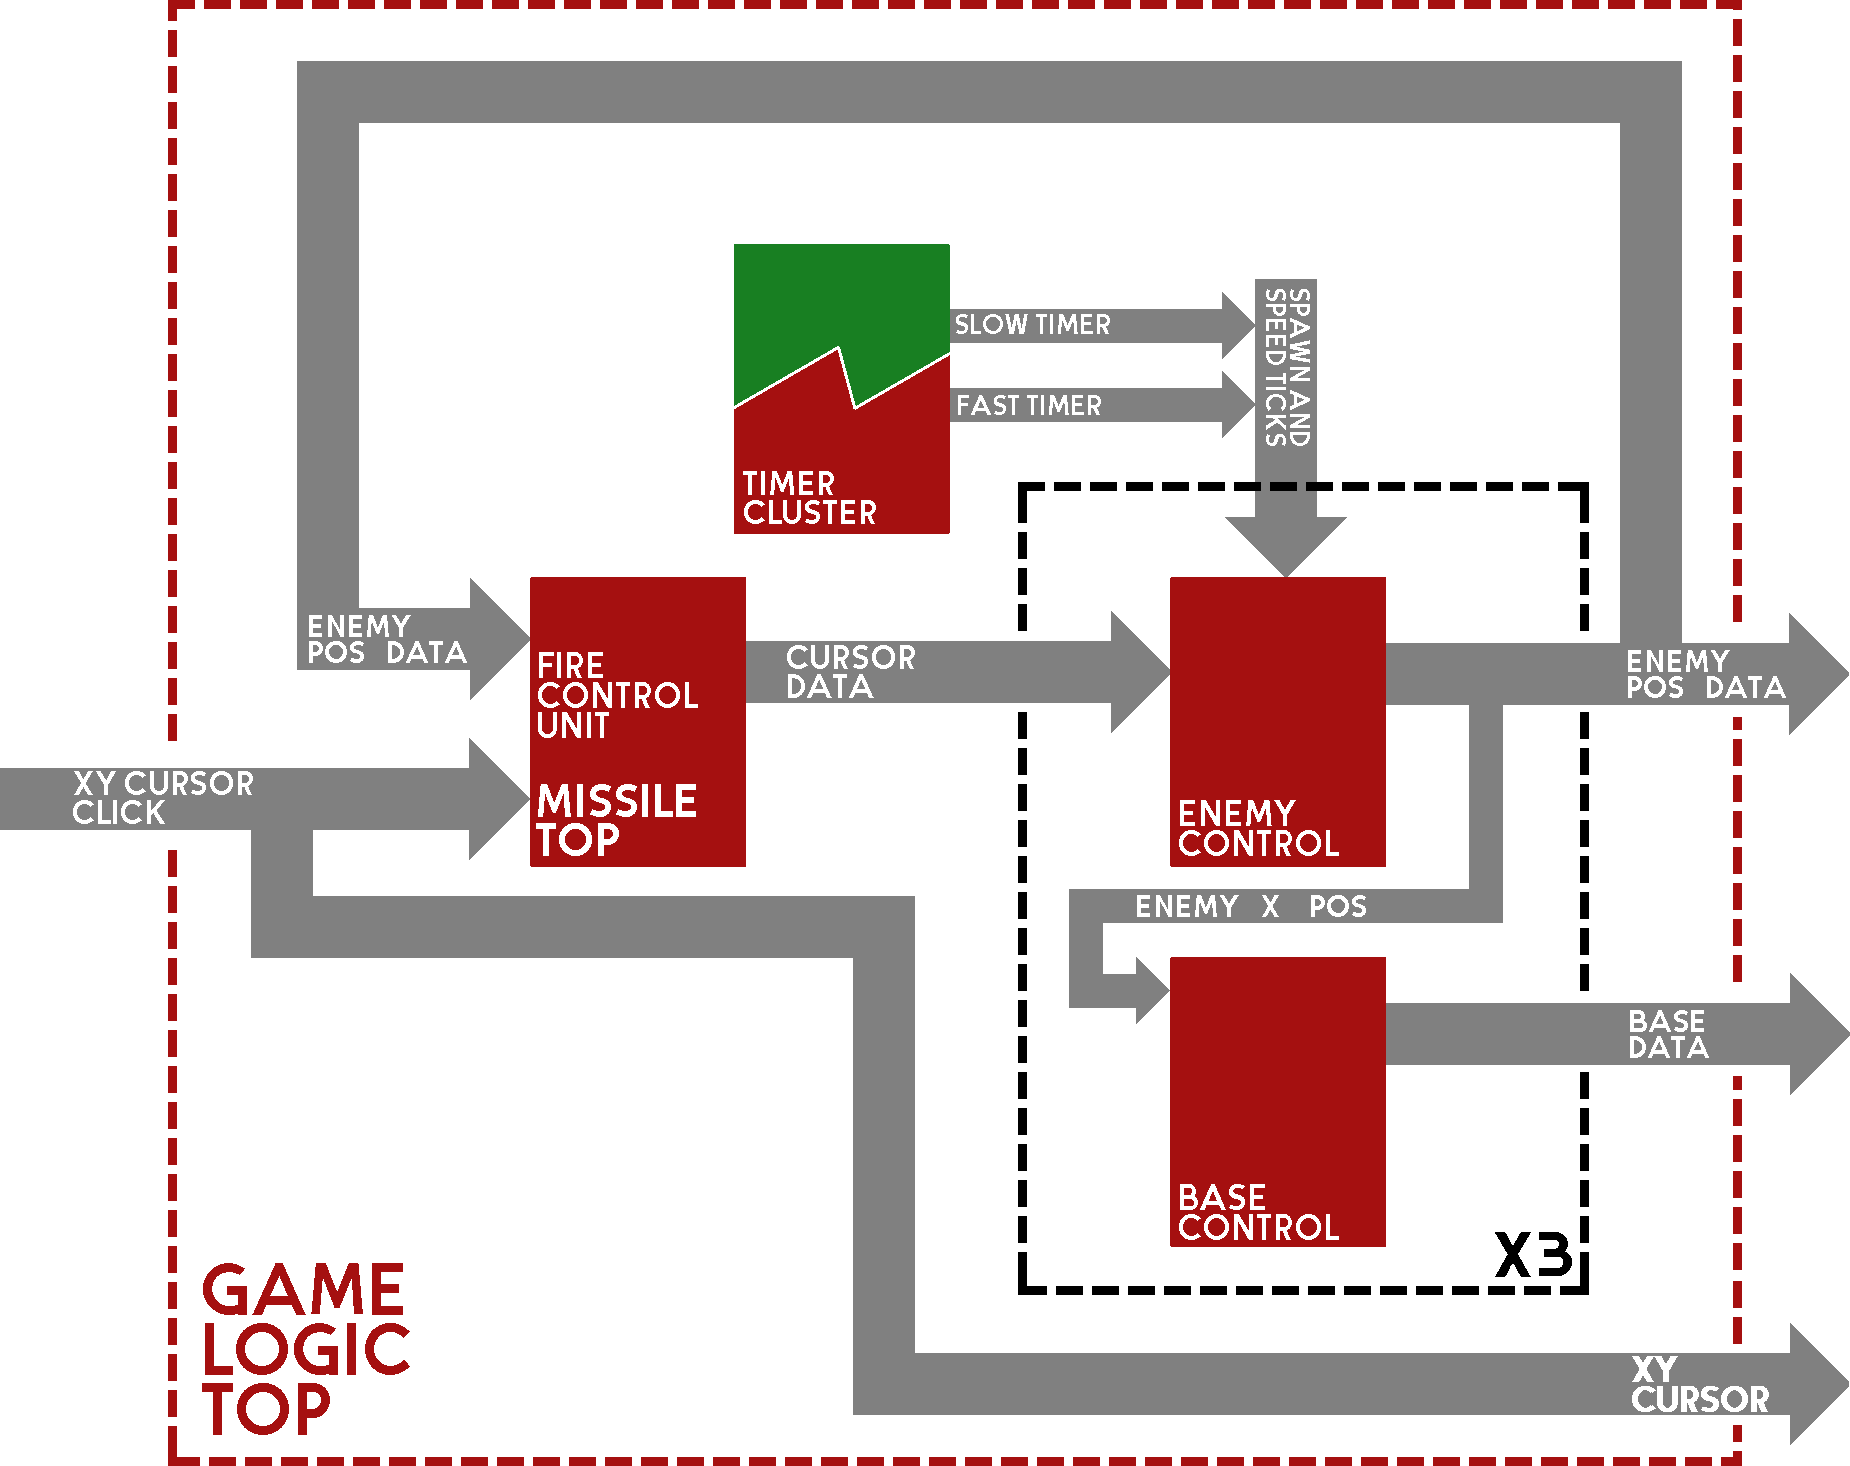 SLOW TIMER
SPAWN AND
SPEED TICKS
FAST TIMER
TIMER
CLUSTER
ENEMY
POS DATA
FIRE
CONTROL
UNIT
MISSILE
TOP
CURSOR
DATA
ENEMY
CONTROL
ENEMY
POS DATA
XY CURSOR
CLICK
ENEMY X POS
BASE
DATA
BASE
CONTROL
X3
GAME
LOGIC
TOP
XY
CURSOR